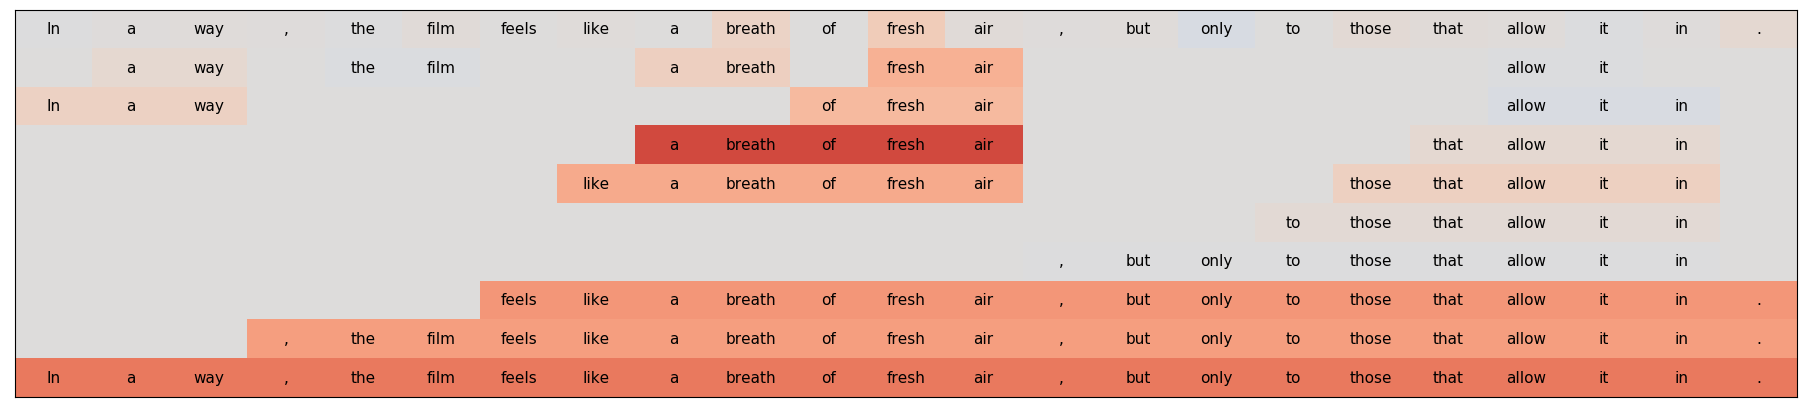 In a way , the film feels like a breath of fresh air , but only to those that allow it in .
a way the film a breath fresh air allow it
In a way of fresh air allow it in
a breath of fresh air that allow it in
like a breath of fresh air those that allow it in
to those that allow it in
, but only to those that allow it in
feels like a breath of fresh air , but only to those that allow it in .
, the film feels like a breath of fresh air , but only to those that allow it in .
In a way , the film feels like a breath of fresh air , but only to those that allow it in .